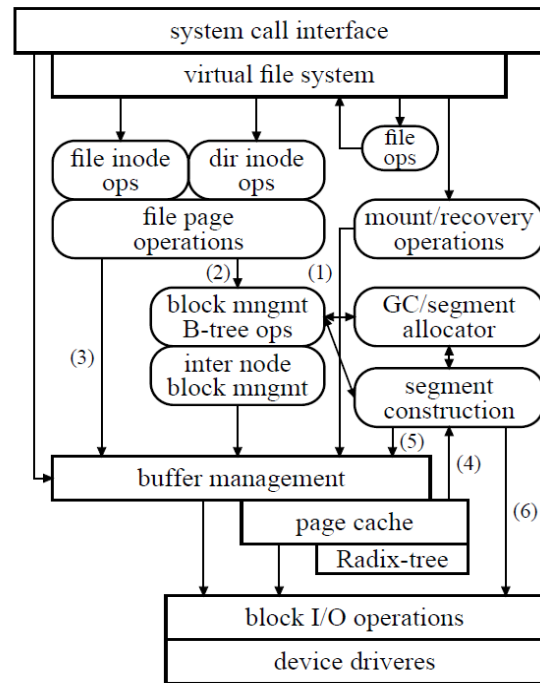 system call interface
virtual file system
file inode
ops
dir inode
ops
file
ops
file page
operations
mount/recovery
operations
(2)
(1)
block mngmt
B-tree ops
GC/segment
allocator
(3)
inter node
block mngmt
segment
construction
(5)
(4)
buffer management
(6)
page cache
Radix-tree
block I/O operations
device driveres